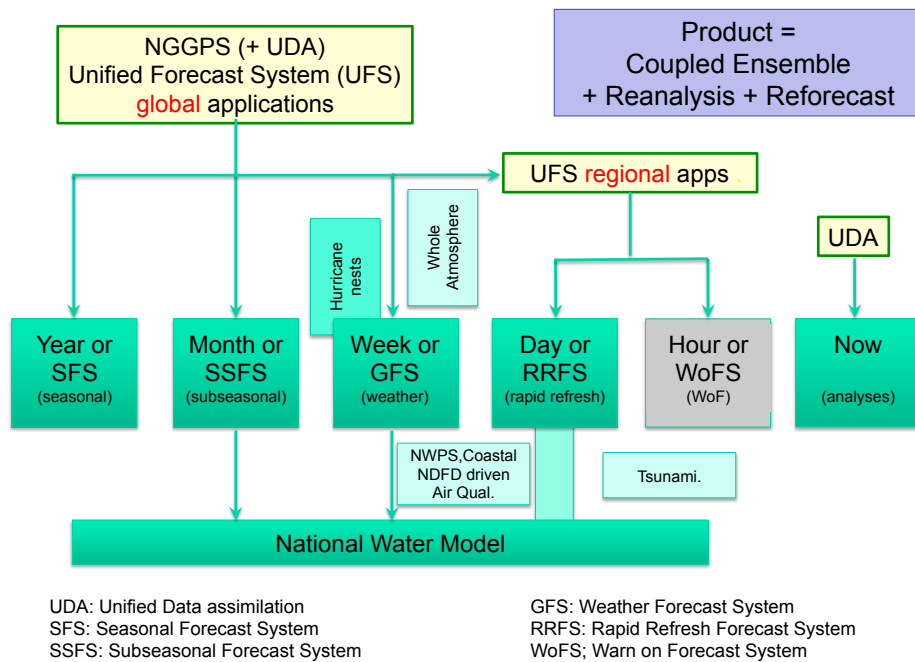 NGGPS (+ UDA)
Unified Forecast System (UFS)
global applications
Product =
Coupled Ensemble
+ Reanalysis + Reforecast
UFS regional apps
UDA
Hurricane
nests
Whole
Atmosphere
Year or
SFS
(seasonal)
Month or
SSFS
(subseasonal)
Week or
GFS
(weather)
Day or
RRFS
(rapid refresh)
Hour or
WoFS
(WoF)
Now
(analyses)
NWPS,Coastal
NDFD driven
Air Qual.
Tsunami.
National Water Model
UDA: Unified Data assimilation
SFS: Seasonal Forecast System
SSFS: Subseasonal Forecast System
GFS: Weather Forecast System
RRFS: Rapid Refresh Forecast System
WoFS; Warn on Forecast System